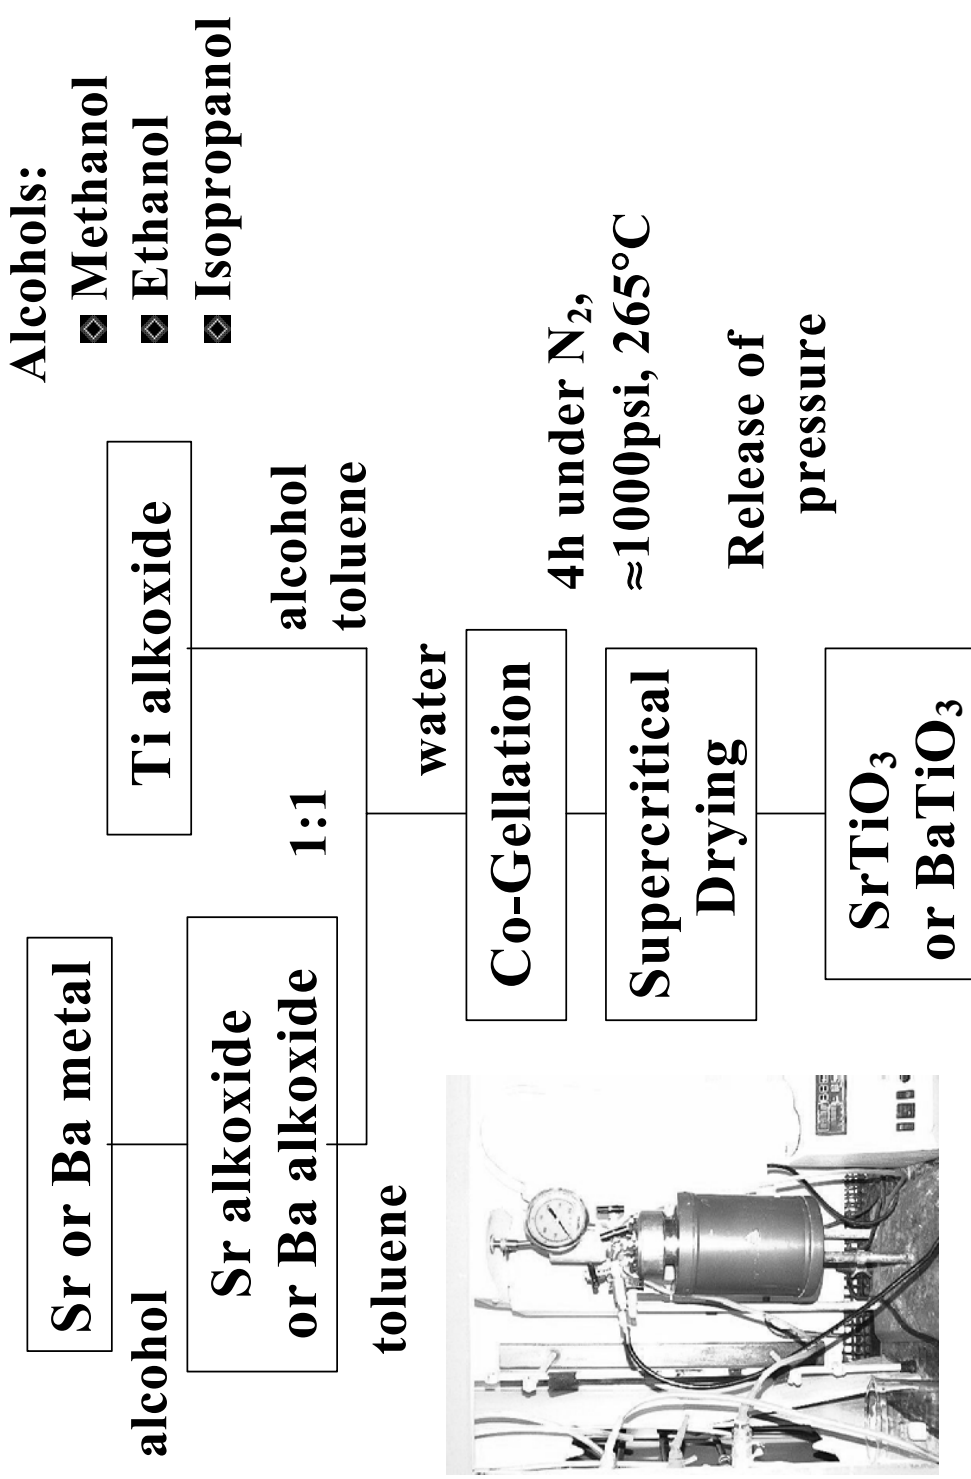 Alcohols:
Methanol
Ethanol
Isopropanol
Sr or Ba metal
alcohol
Sr alkoxide
or Ba alkoxide
toluene
Ti alkoxide
alcohol
toluene
1:1
water
Co-Gellation
4h under N₂,
≈1000psi, 265°C
Supercritical
Drying
Release of
pressure
SrTiO₃
or BaTiO₃